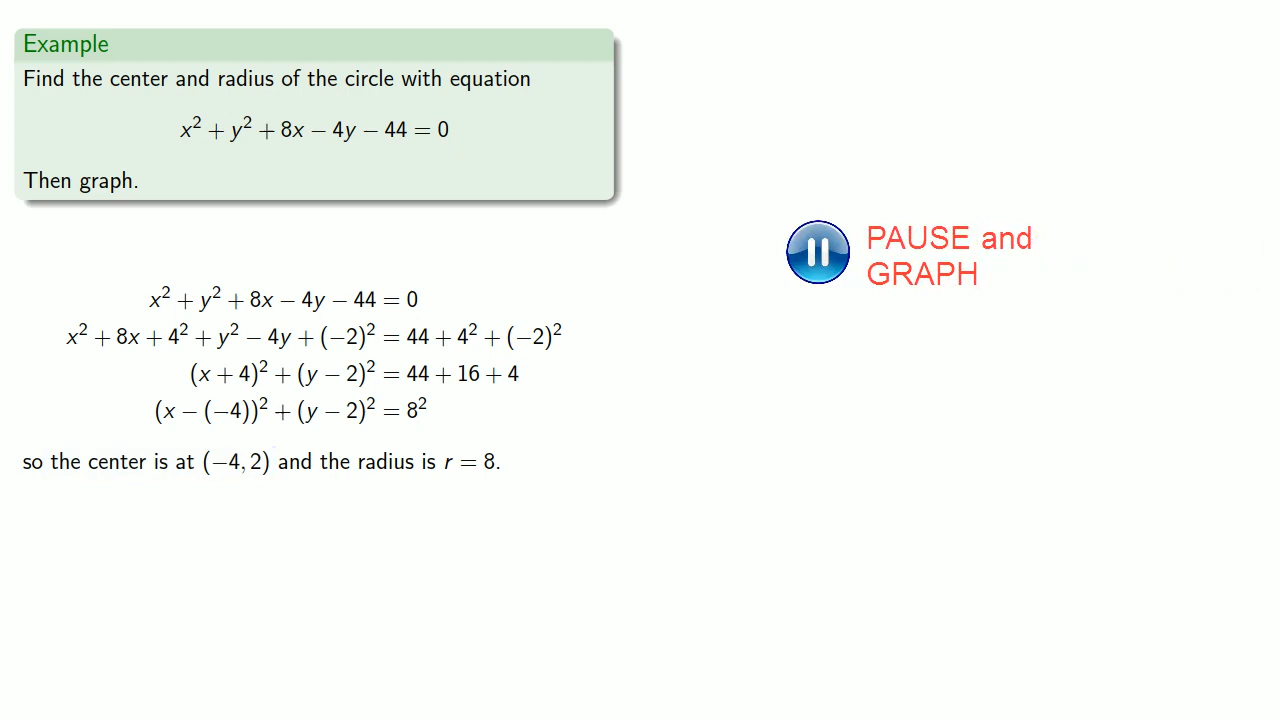 Example
Find the center and radius of the circle with equation
x² + y² + 8x − 4y − 44 = 0
Then graph.
PAUSE and
GRAPH
x² + y² + 8x − 4y − 44 = 0
x² + 8x + 4² + y² − 4y + (−2)² = 44 + 4² + (−2)²
(x + 4)² + (y − 2)² = 44 + 16 + 4
(x − (−4))² + (y − 2)² = 8²
so the center is at (−4, 2) and the radius is r = 8.